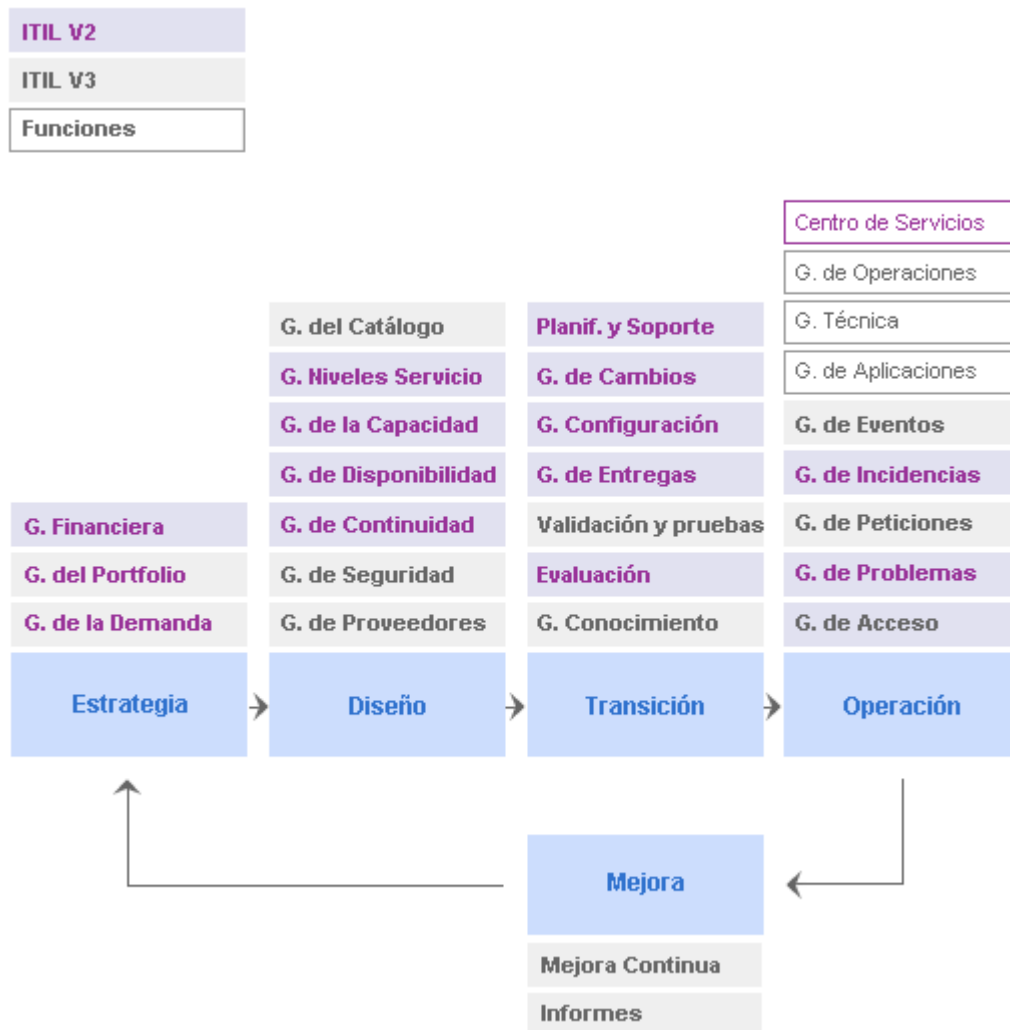 ITIL V2
ITIL V3
Funciones
Centro de Servicios
G. de Operaciones
G. Técnica
G. de Aplicaciones
G. de Eventos
G. de Incidencias
G. de Peticiones
G. de Problemas
G. de Acceso
Operación
Planif. y Soporte
G. de Cambios
G. Configuración
G. de Entregas
Validación y pruebas
Evaluación
G. Conocimiento
Transición
G. del Catálogo
G. Niveles Servicio
G. de la Capacidad
G. de Disponibilidad
G. de Continuidad
G. de Seguridad
G. de Proveedores
Diseño
G. Financiera
G. del Portfolio
G. de la Demanda
Estrategia
Mejora
Mejora Continua
Informes